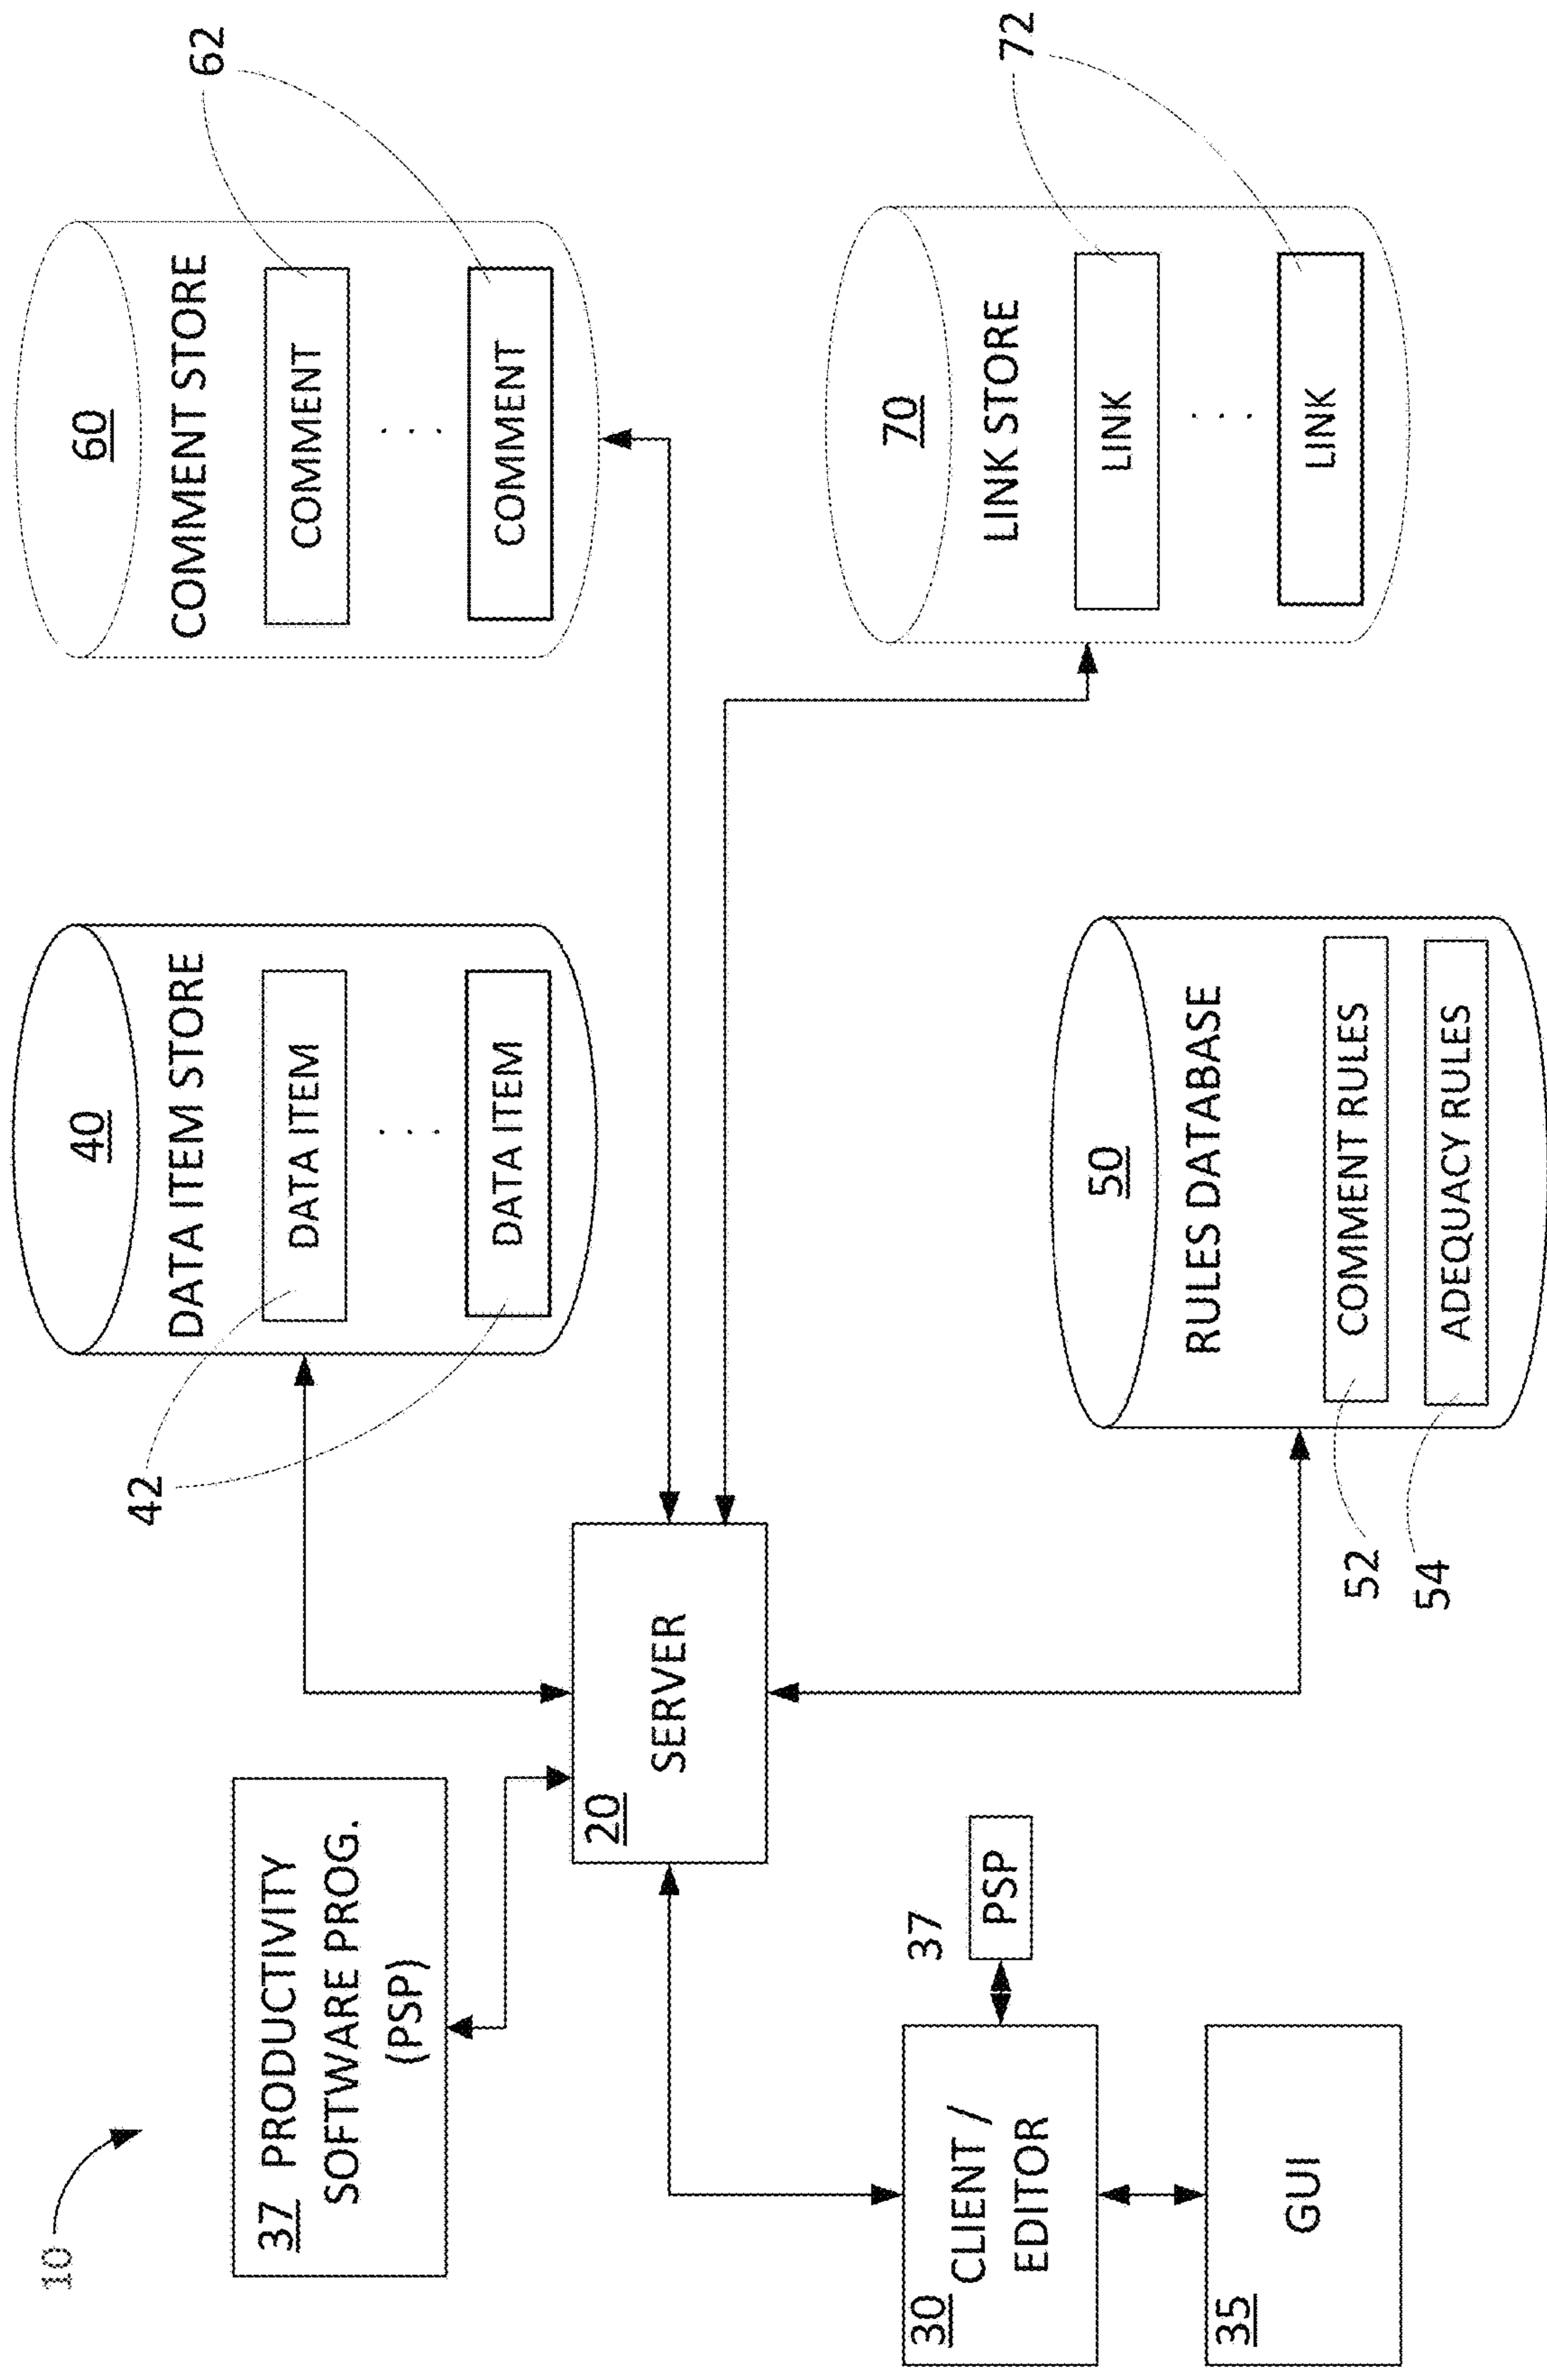 10
37 PRODUCTIVITY
SOFTWARE PROG.
(PSP)
42
40
DATA ITEM STORE
DATA ITEM
. . .
DATA ITEM
60
COMMENT STORE
COMMENT
. . .
COMMENT
62
20
SERVER
30
CLIENT /
EDITOR
37
PSP
35
GUI
50
RULES DATABASE
COMMENT RULES
ADEQUACY RULES
52
54
70
LINK STORE
LINK
. . .
LINK
72